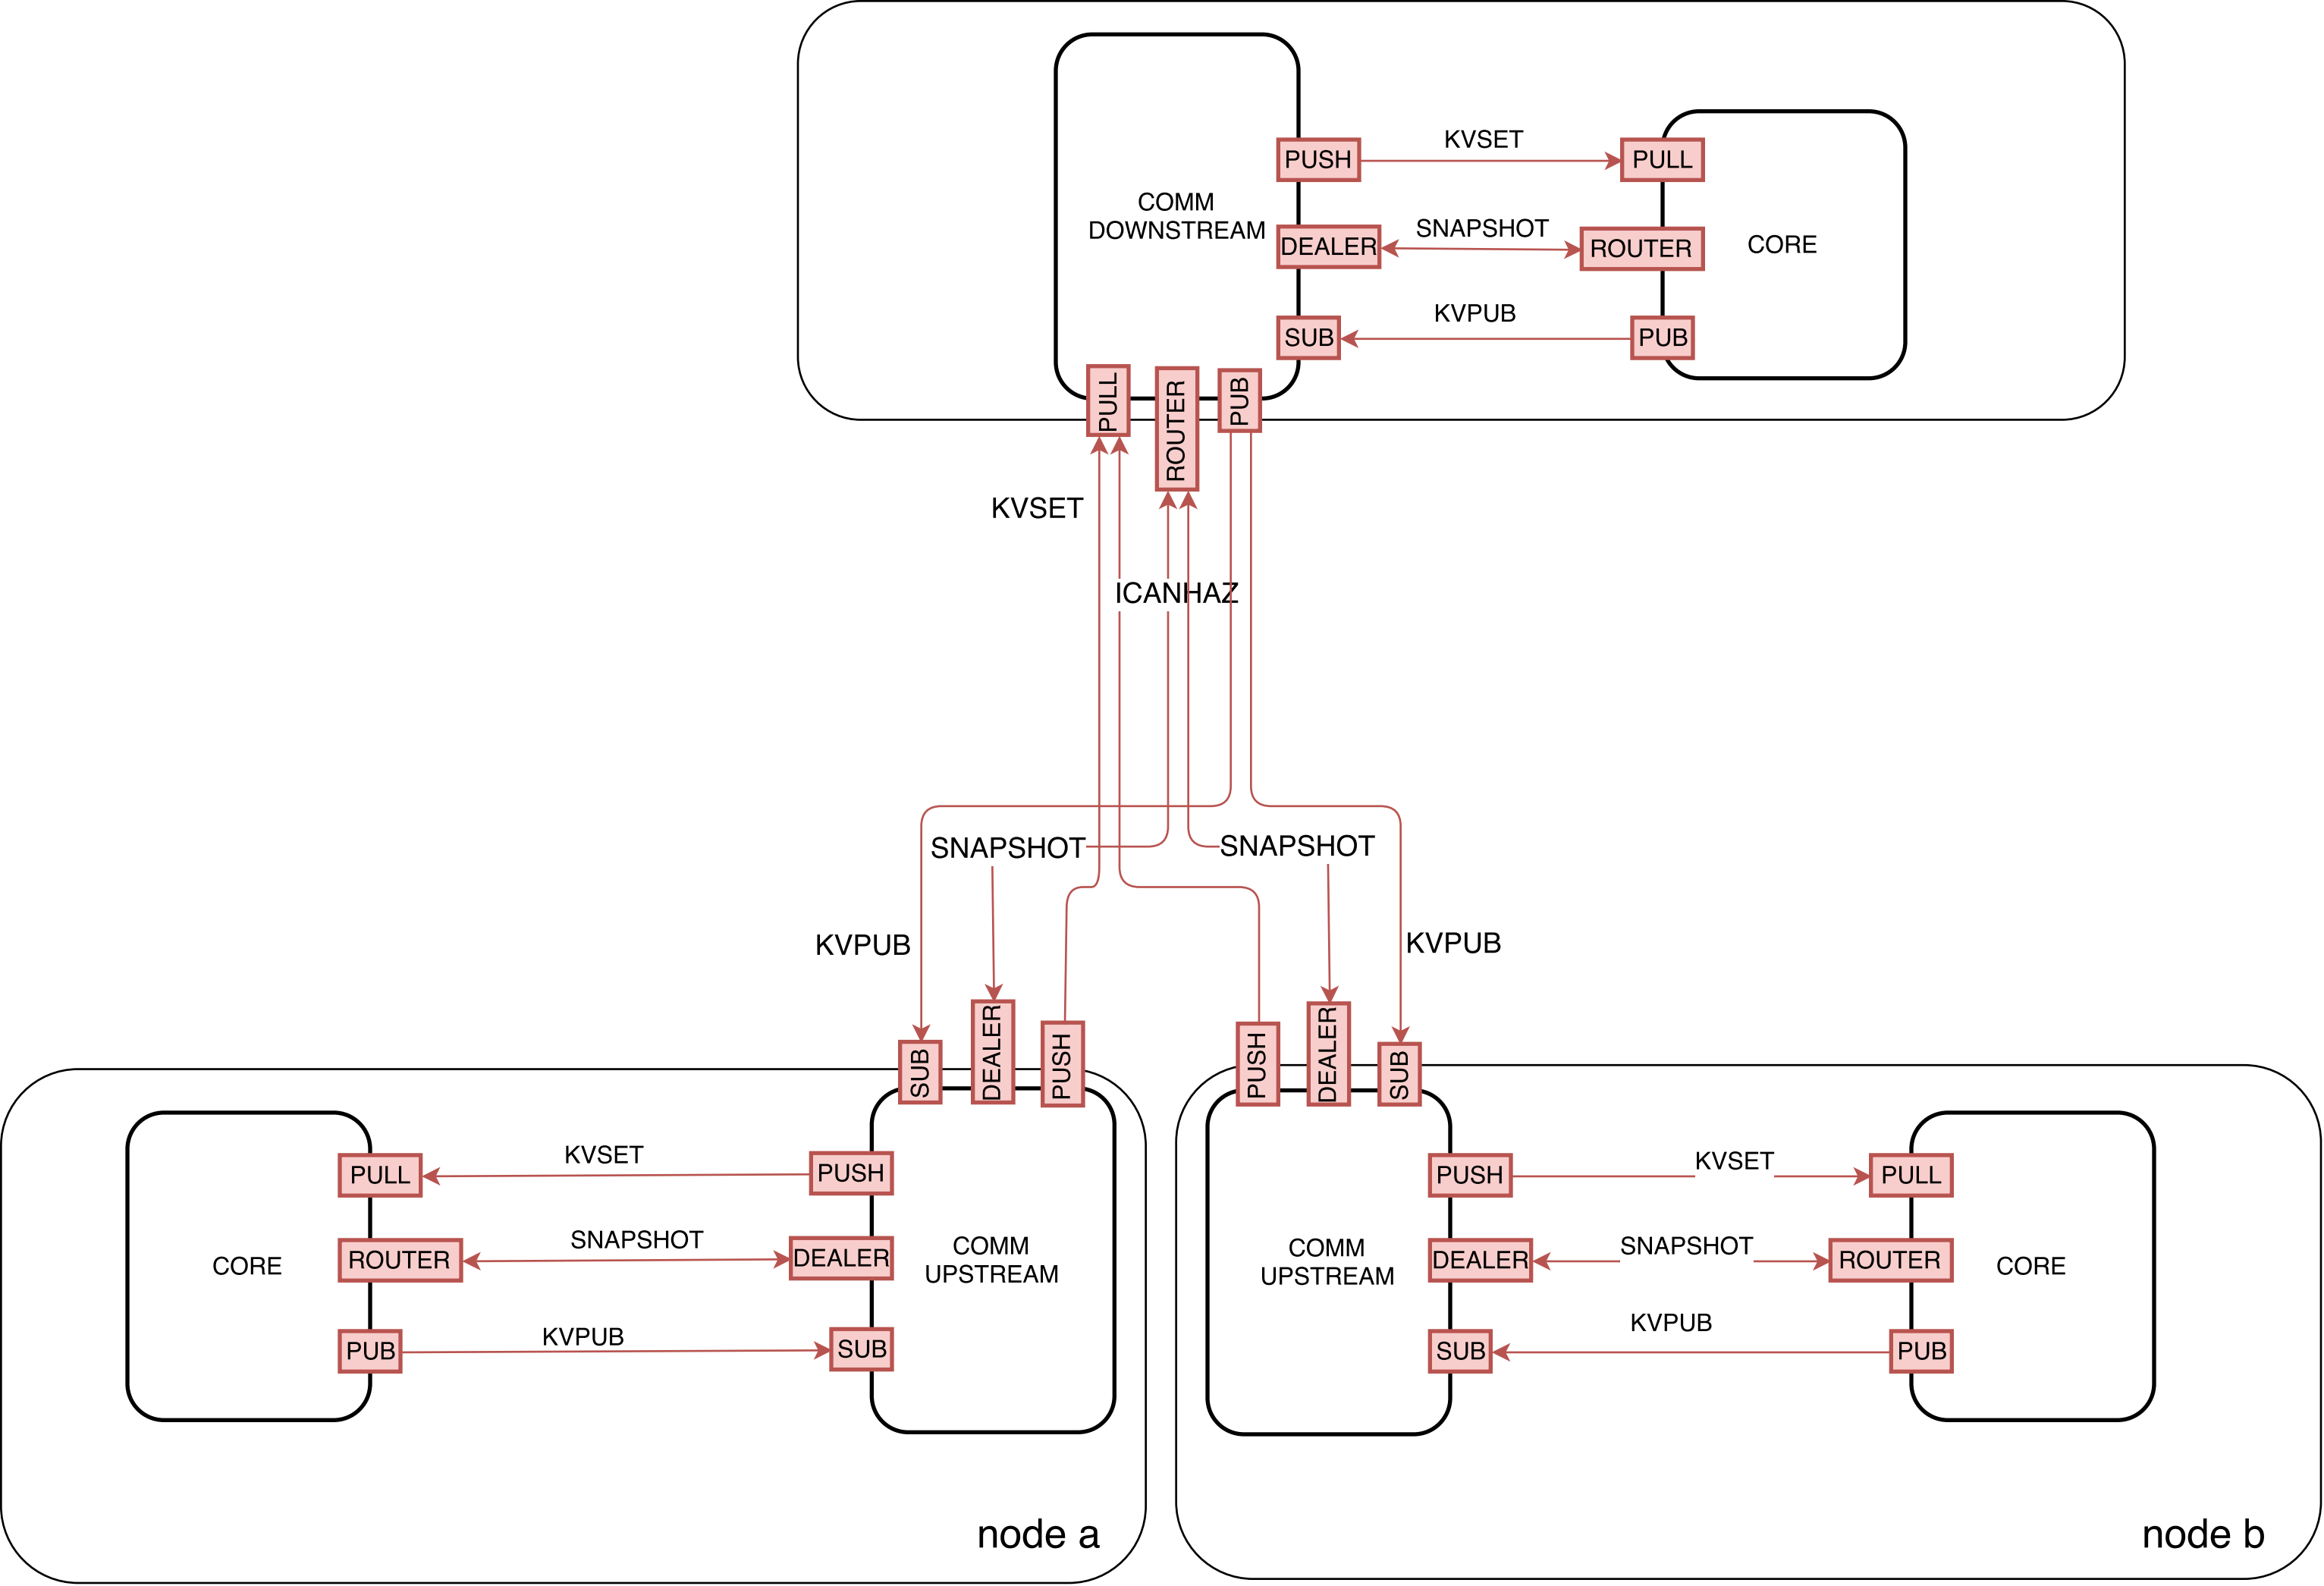 PUSH
KVSET
PULL
COMM
DOWNSTREAM
DEALER
SNAPSHOT
ROUTER
CORE
SUB
KVPUB
PUB
PULL
ROUTER
PUB
KVSET
ICANHAZ
SNAPSHOT
SNAPSHOT
KVPUB
KVPUB
SUB
DEALER
PUSH
PUSH
DEALER
SUB
PULL
KVSET
PUSH
CORE
ROUTER
SNAPSHOT
DEALER
COMM
UPSTREAM
PUB
KVPUB
SUB
node a
PUSH
KVSET
PULL
COMM
UPSTREAM
DEALER
SNAPSHOT
ROUTER
CORE
SUB
KVPUB
PUB
node b